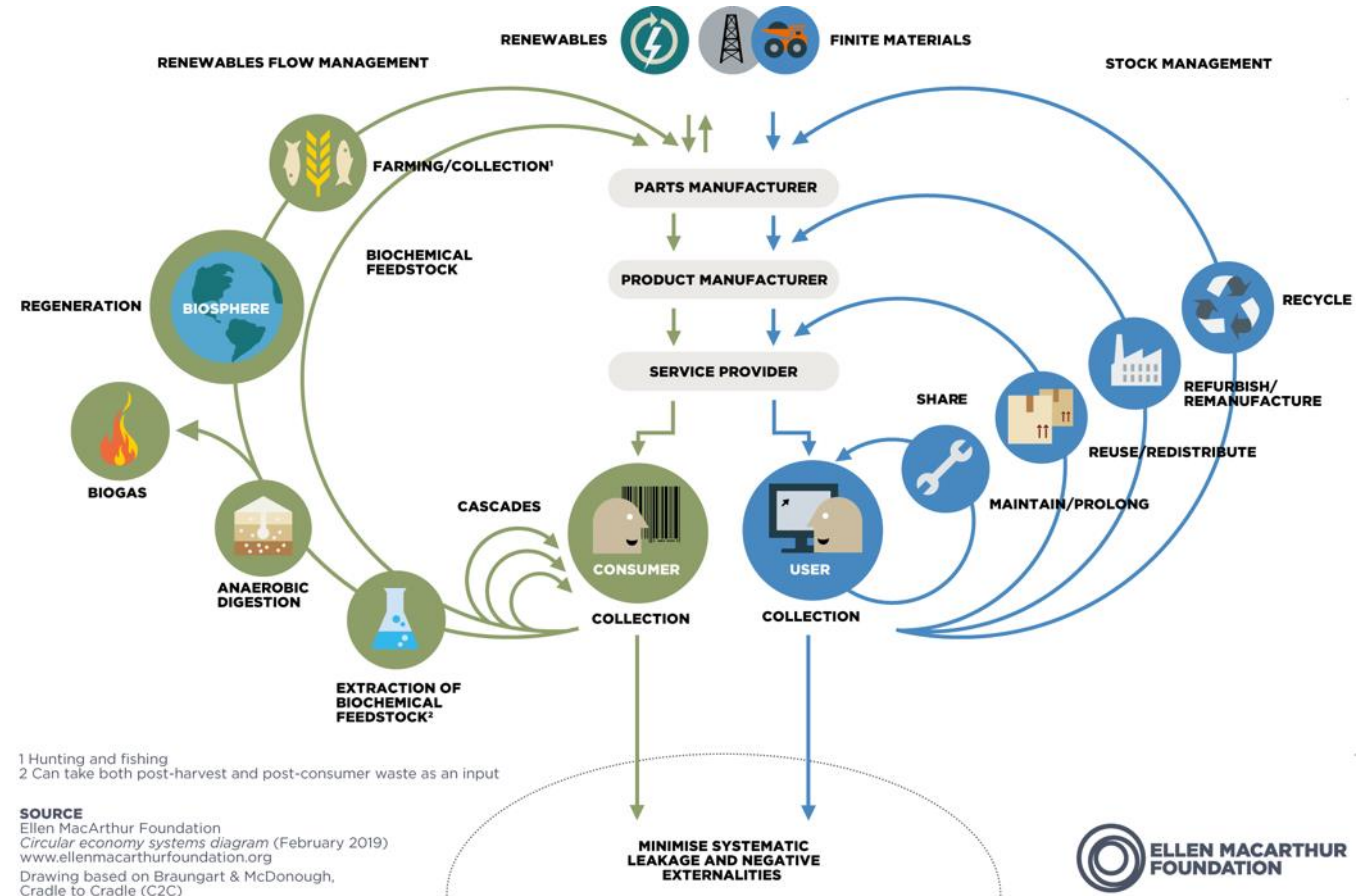 RENEWABLES
FINITE MATERIALS
RENEWABLES FLOW MANAGEMENT
STOCK MANAGEMENT
FARMING/COLLECTION¹
PARTS MANUFACTURER
BIOCHEMICAL
FEEDSTOCK
PRODUCT MANUFACTURER
REGENERATION
BIOSPHERE
RECYCLE
SERVICE PROVIDER
SHARE
REFURBISH/
REMANUFACTURE
REUSE/REDISTRIBUTE
BIOGAS
CASCADES
MAINTAIN/PROLONG
CONSUMER
USER
ANAEROBIC
DIGESTION
COLLECTION
COLLECTION
EXTRACTION OF
BIOCHEMICAL
FEEDSTOCK²
1 Hunting and fishing
2 Can take both post-harvest and post-consumer waste as an input
SOURCE
Ellen MacArthur Foundation
Circular economy systems diagram (February 2019)
www.ellenmacarthurfoundation.org
Drawing based on Braungart & McDonough,
Cradle to Cradle (C2C)
MINIMISE SYSTEMATIC
LEAKAGE AND NEGATIVE
EXTERNALITIES
ELLEN MACARTHUR
FOUNDATION